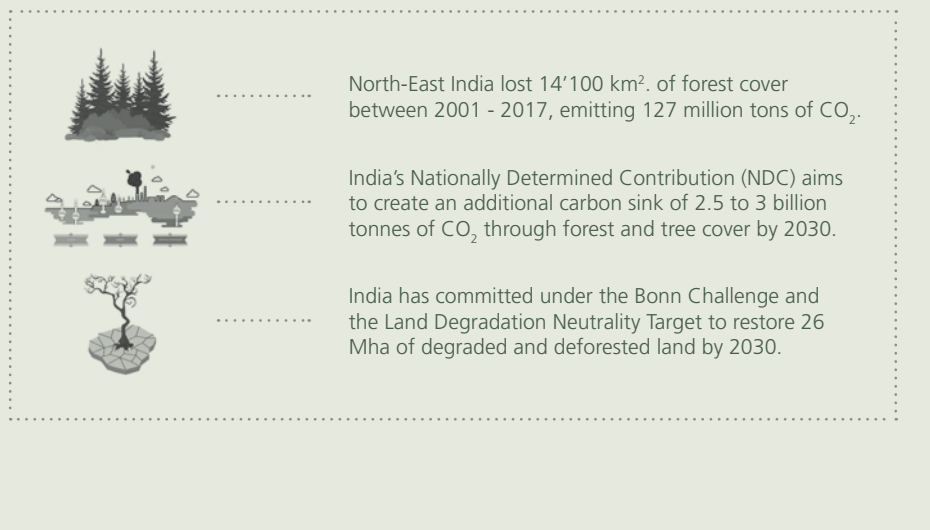 North-East India lost 14’100 km². of forest cover
between 2001 - 2017, emitting 127 million tons of CO₂.
India’s Nationally Determined Contribution (NDC) aims
to create an additional carbon sink of 2.5 to 3 billion
tonnes of CO₂ through forest and tree cover by 2030.
India has committed under the Bonn Challenge and
the Land Degradation Neutrality Target to restore 26
Mha of degraded and deforested land by 2030.